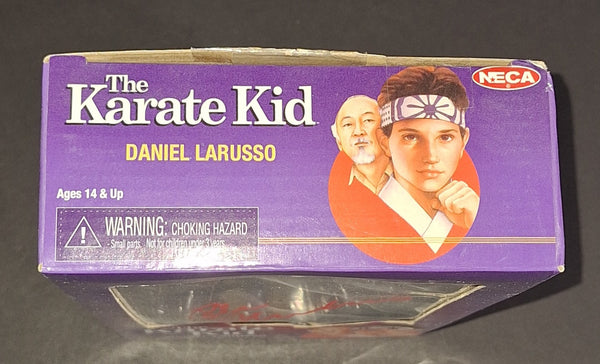 The
Karate Kid
NECA
DANIEL LARUSSO
Ages 14 & Up
WARNING: CHOKING HAZARD
- Small parts. Not for children under 3 years.